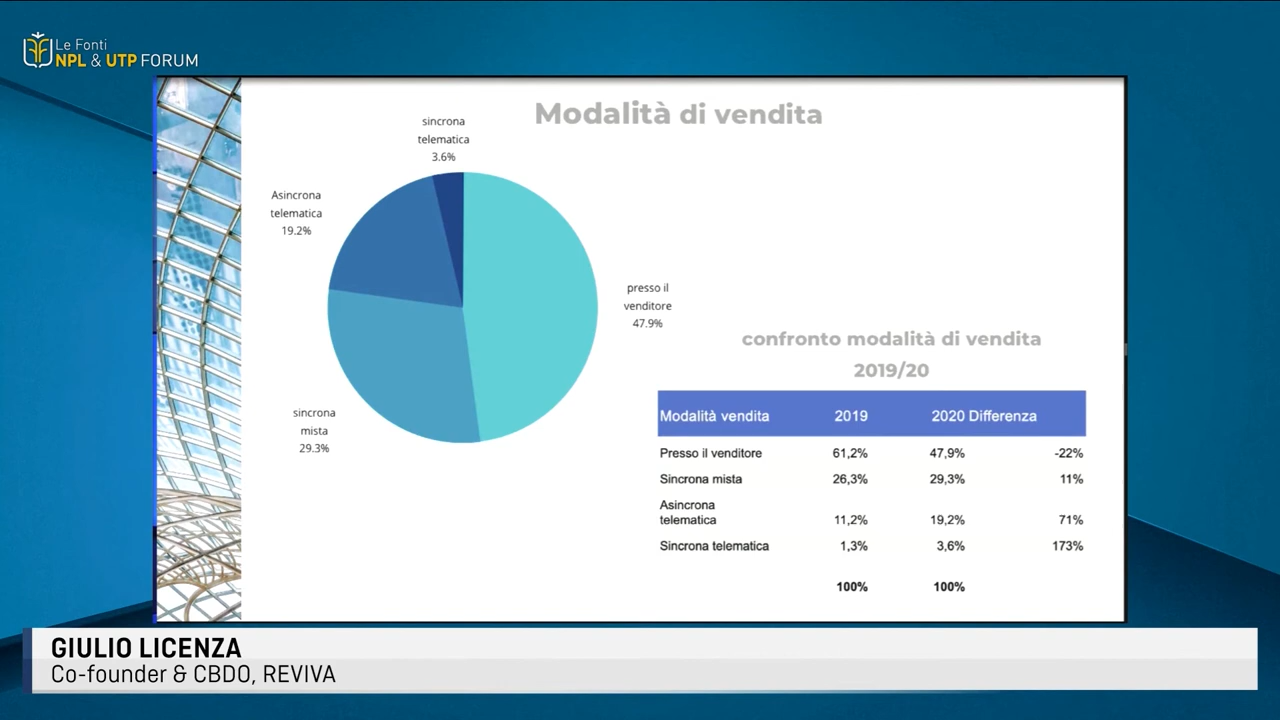 Le Fonti
NPL & UTP FORUM
Modalità di vendita
sincrona
telematica
3.6%
Asincrona
telematica
19.2%
presso il
venditore
47.9%
sincrona
mista
29.3%
confronto modalità di vendita
2019/20
Modalità vendita 2019 2020 Differenza
Presso il venditore 61,2% 47,9% -22%
Sincrona mista 26,3% 29,3% 11%
Asincrona
telematica 11,2% 19,2% 71%
Sincrona telematica 1,3% 3,6% 173%
100% 100%
GIULIO LICENZA
Co-founder & CBDO, REVIVA